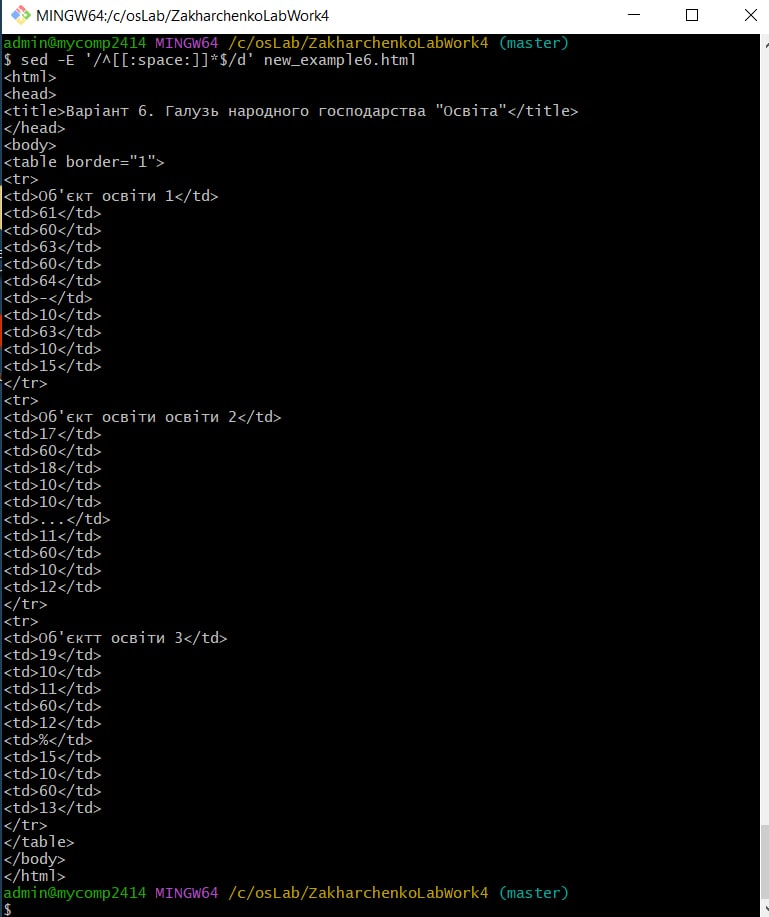 MINGW64:/c/osLab/ZakharchenkoLabWork4
admin@mycomp2414 MINGW64 /c/osLab/ZakharchenkoLabWork4 (master)
$ sed -E '/^[[:space:]]*$/d' new_example6.html
<html>
<head>
<title>Варіант 6. Галузь народного господарства "Освіта"</title>
</head>
<body>
<table border="1">
<tr>
<td>Об'єкт освіти 1</td>
<td>61</td>
<td>60</td>
<td>63</td>
<td>60</td>
<td>64</td>
<td>-</td>
<td>10</td>
<td>63</td>
<td>10</td>
<td>15</td>
</tr>
<tr>
<td>Об'єкт освіти освіти 2</td>
<td>17</td>
<td>60</td>
<td>18</td>
<td>10</td>
<td>10</td>
<td>...</td>
<td>11</td>
<td>60</td>
<td>10</td>
<td>12</td>
</tr>
<tr>
<td>Об'єктт освіти 3</td>
<td>19</td>
<td>10</td>
<td>11</td>
<td>60</td>
<td>12</td>
<td>%</td>
<td>15</td>
<td>10</td>
<td>60</td>
<td>13</td>
</tr>
</table>
</body>
</html>
admin@mycomp2414 MINGW64 /c/osLab/ZakharchenkoLabWork4 (master)
$